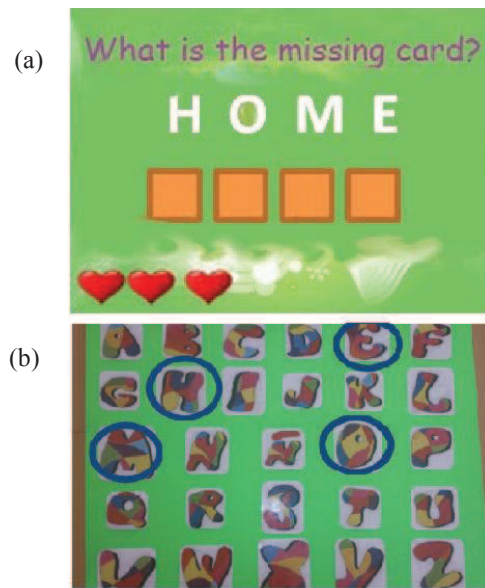 (a)
What is the missing card?
H O M E
(b)
A B C D E F
G H I J K L
M N Ñ O P
Q R S T U
V W X Y Z